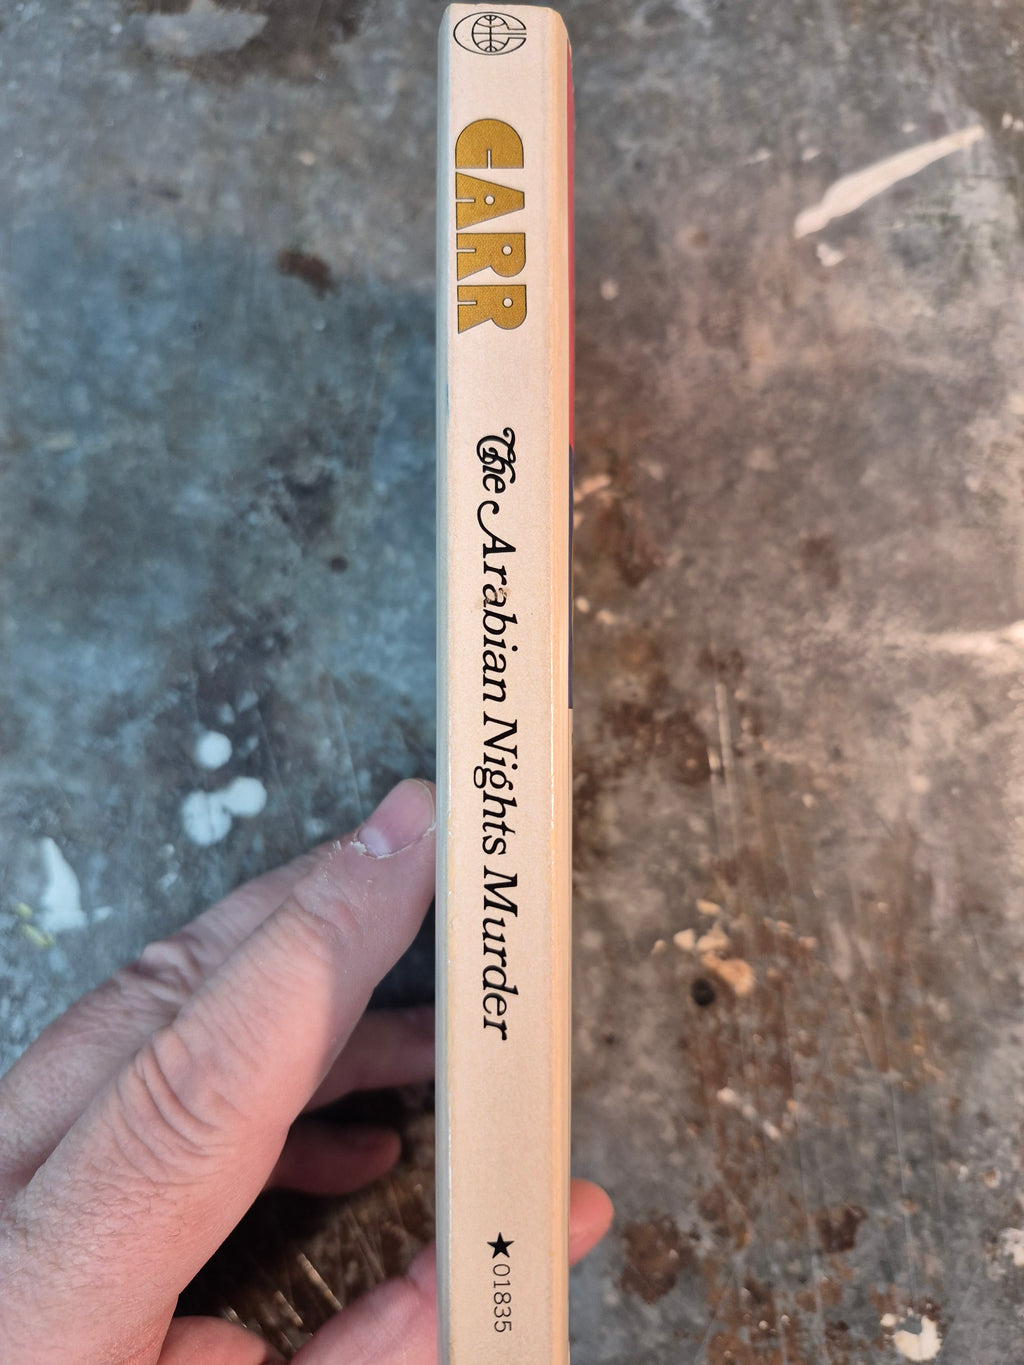 CARR
The Arabian Nights Murder
★01835